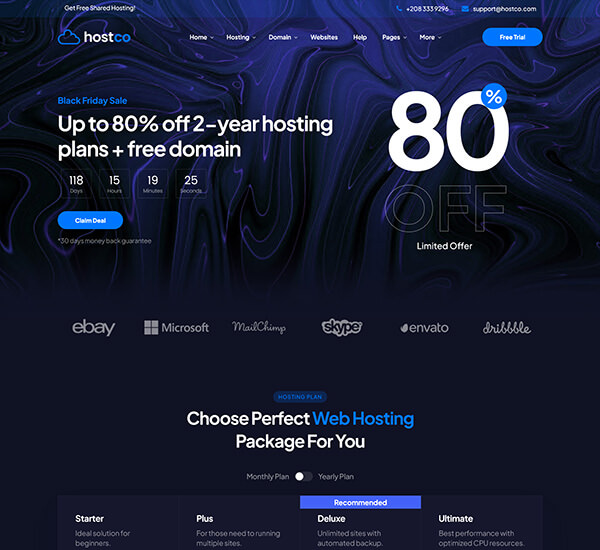 Get Free Shared Hosting!
+208 333 9296
support@hostco.com
hostco
Home
Hosting
Domain
Websites
Help
Pages
More
Free Trial
Black Friday Sale
Up to 80% off 2-year hosting
plans + free domain
118
15
19
25
Days
Hours
Minutes
Seconds
Claim Deal
*30 days money back guarantee
80%
OFF
Limited Offer
ebay
Microsoft
MailChimp
skype
envato
dribbble
HOSTING PLAN
Choose Perfect Web Hosting
Package For You
Monthly Plan
Yearly Plan
Recommended
Starter
Ideal solution for
beginners.
Plus
For those need to running
multiple sites.
Deluxe
Unlimited sites with
automated backup.
Ultimate
Best performance with
optimized CPU resources.